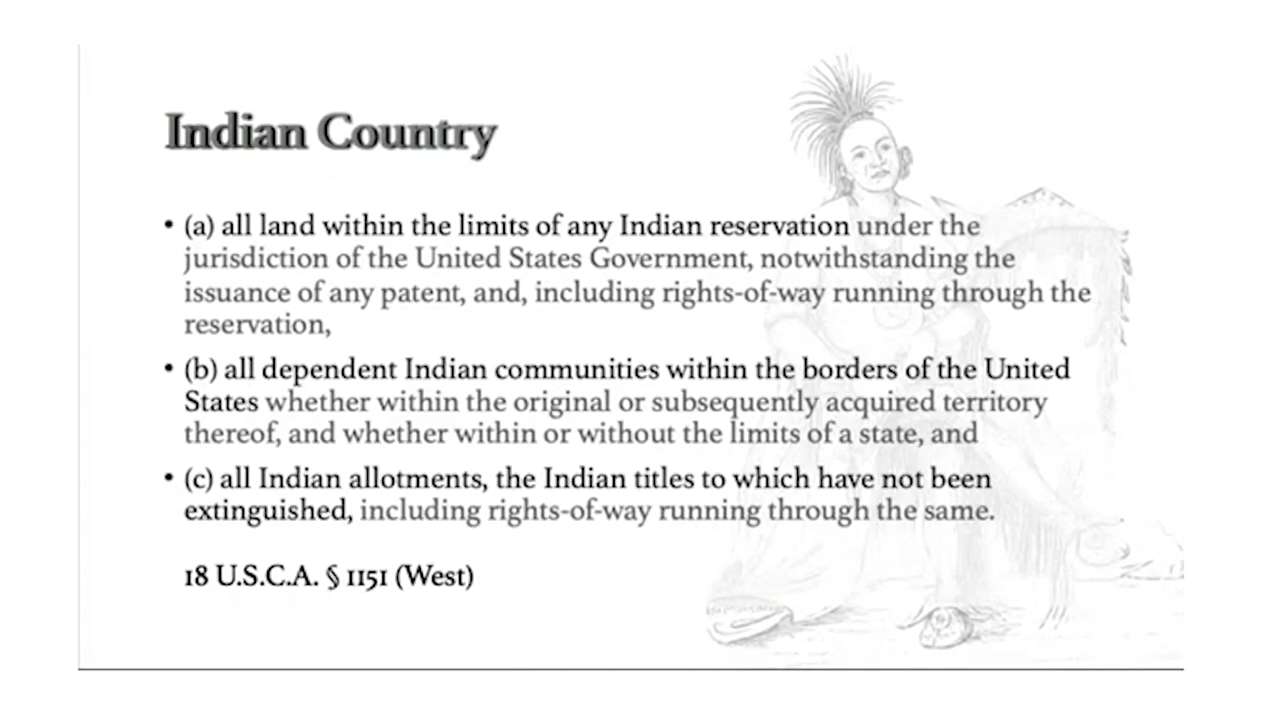 Indian Country
• (a) all land within the limits of any Indian reservation under the
jurisdiction of the United States Government, notwithstanding the
issuance of any patent, and, including rights-of-way running through the
reservation,
• (b) all dependent Indian communities within the borders of the United
States whether within the original or subsequently acquired territory
thereof, and whether within or without the limits of a state, and
• (c) all Indian allotments, the Indian titles to which have not been
extinguished, including rights-of-way running through the same.
18 U.S.C.A. § 1151 (West)